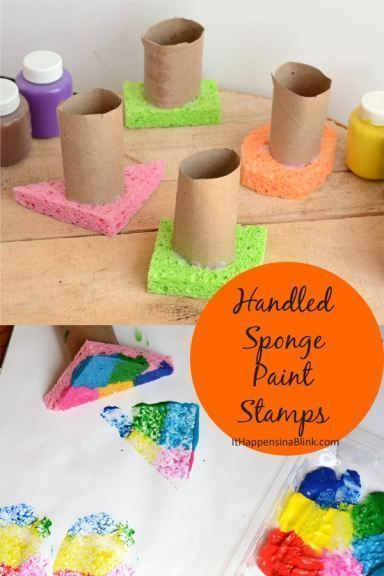 Handled
Sponge
Paint
Stamps
ItHappensinaBlink.com